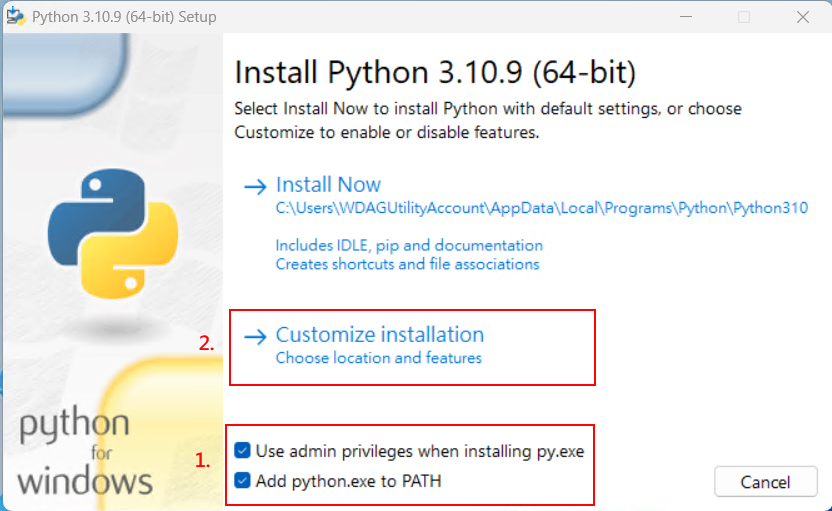 Python 3.10.9 (64-bit) Setup
Install Python 3.10.9 (64-bit)
Select Install Now to install Python with default settings, or choose
Customize to enable or disable features.
Install Now
C:\Users\WDAGUtilityAccount\AppData\Local\Programs\Python\Python310
Includes IDLE, pip and documentation
Creates shortcuts and file associations
2.
Customize installation
Choose location and features
1.
Use admin privileges when installing py.exe
Add python.exe to PATH
python
for
windows
Cancel